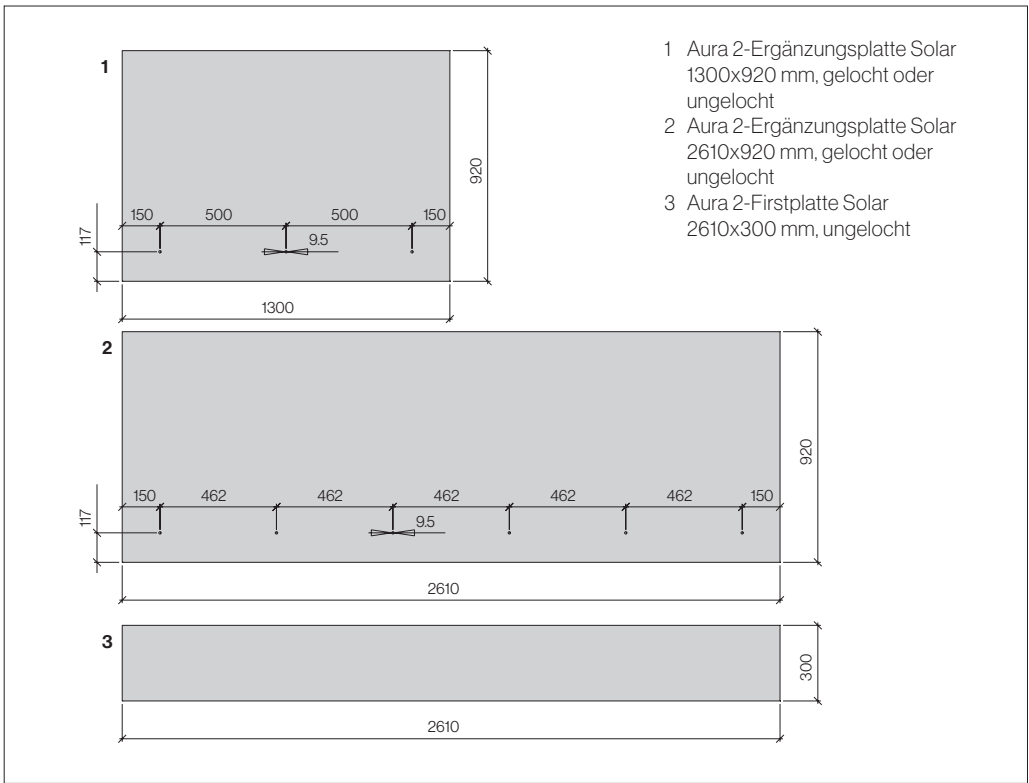 1
920
150 500 500 150
117
9.5
1300
2
920
150 462 462 462 462 462 150
117
9.5
2610
3
300
2610
1 Aura 2-Ergänzungsplatte Solar
1300x920 mm, gelocht oder
ungelocht
2 Aura 2-Ergänzungsplatte Solar
2610x920 mm, gelocht oder
ungelocht
3 Aura 2-Firstplatte Solar
2610x300 mm, ungelocht